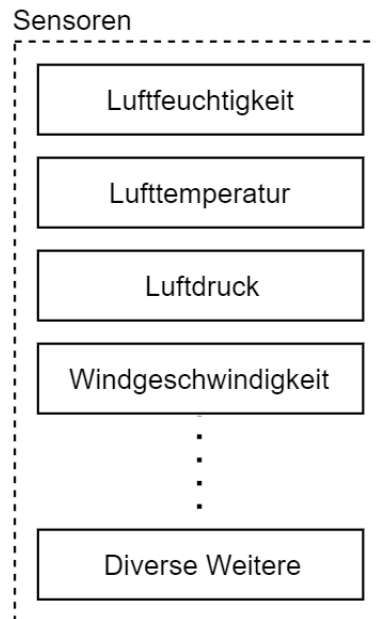 Sensoren
Luftfeuchtigkeit
Lufttemperatur
Luftdruck
Windgeschwindigkeit
Diverse Weitere